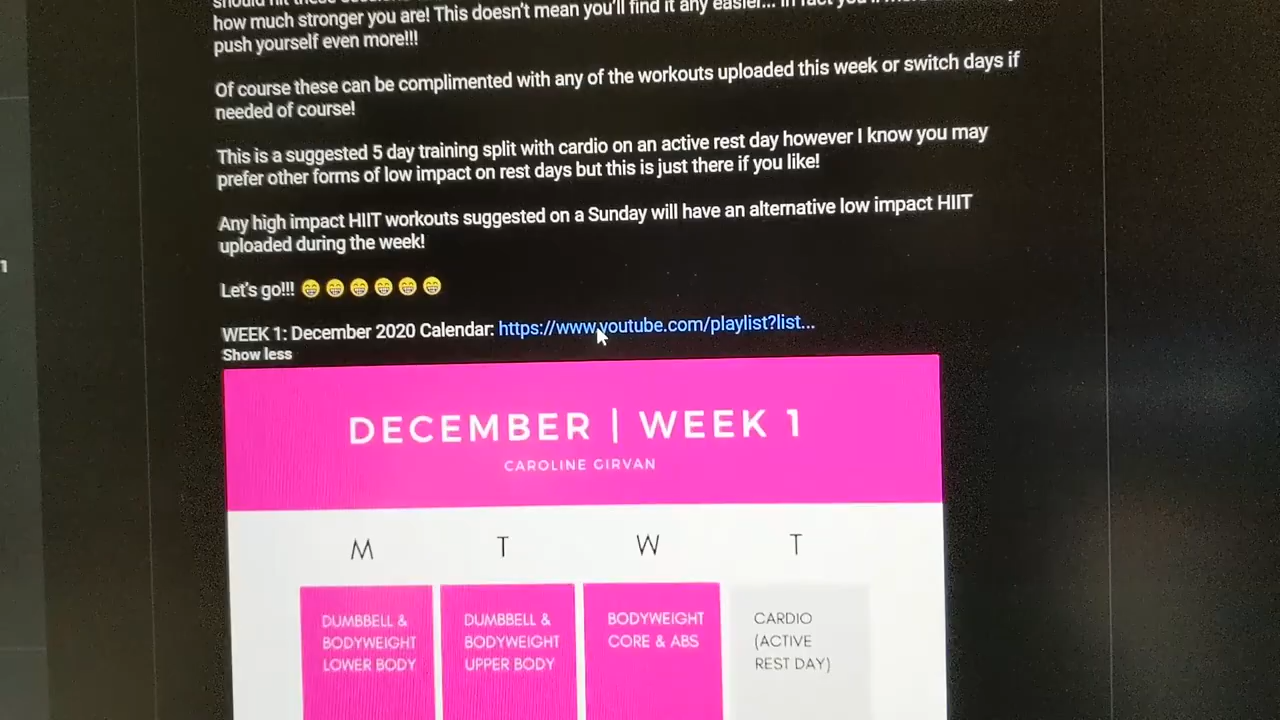 how much stronger you are! This doesn't mean you'll find it any easier... in fact you'll
push yourself even more!!!
Of course these can be complimented with any of the workouts uploaded this week or switch days if
needed of course!
This is a suggested 5 day training split with cardio on an active rest day however I know you may
prefer other forms of low impact on rest days but this is just there if you like!
Any high impact HIIT workouts suggested on a Sunday will have an alternative low impact HIIT
uploaded during the week!
Let's go!!! 😁😁😁😁😁😁
WEEK 1: December 2020 Calendar: https://www.youtube.com/playlist?list...
Show less
DECEMBER | WEEK 1
CAROLINE GIRVAN
M T W T
DUMBBELL &
BODYWEIGHT
LOWER BODY
DUMBBELL &
BODYWEIGHT
UPPER BODY
BODYWEIGHT
CORE & ABS
CARDIO
(ACTIVE
REST DAY)
1